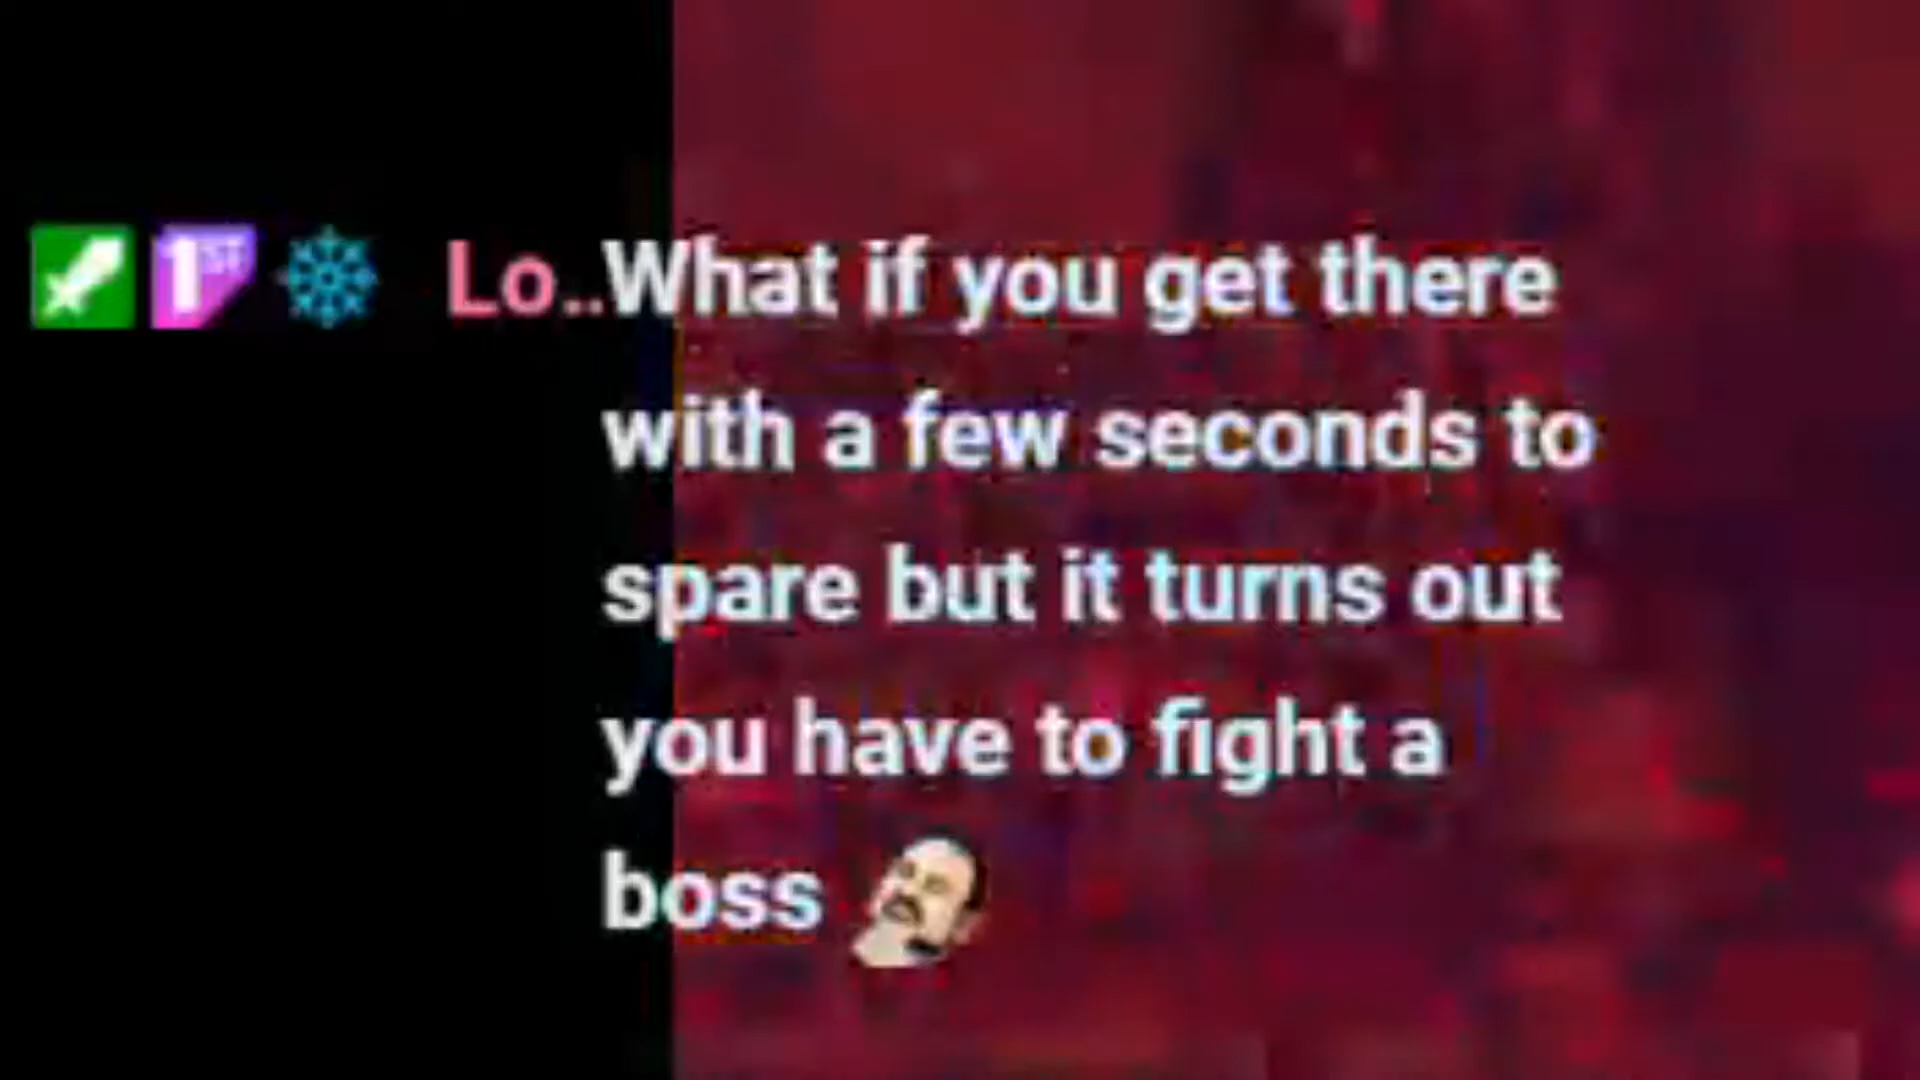 1ST Lo..What if you get there
with a few seconds to
spare but it turns out
you have to fight a
boss